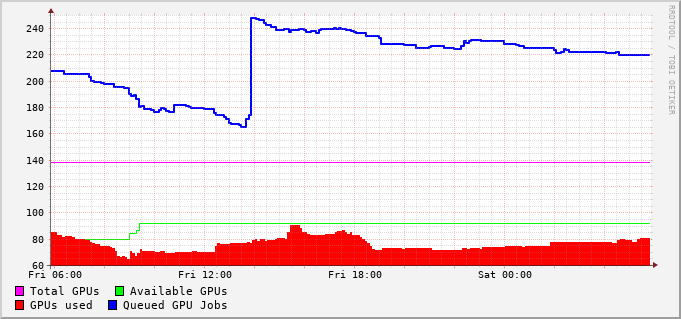 RRDTOOL / TOBI OETIKER
240
220
200
180
160
140
120
100
80
60
Fri 06:00 Fri 12:00 Fri 18:00 Sat 00:00
Total GPUs Available GPUs
GPUs used Queued GPU Jobs